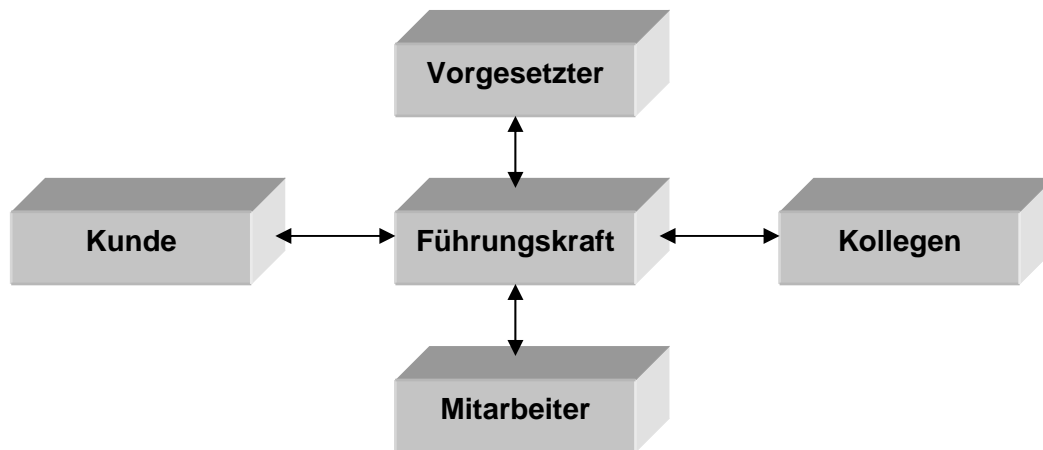 Vorgesetzter
Kunde
Führungskraft
Kollegen
Mitarbeiter